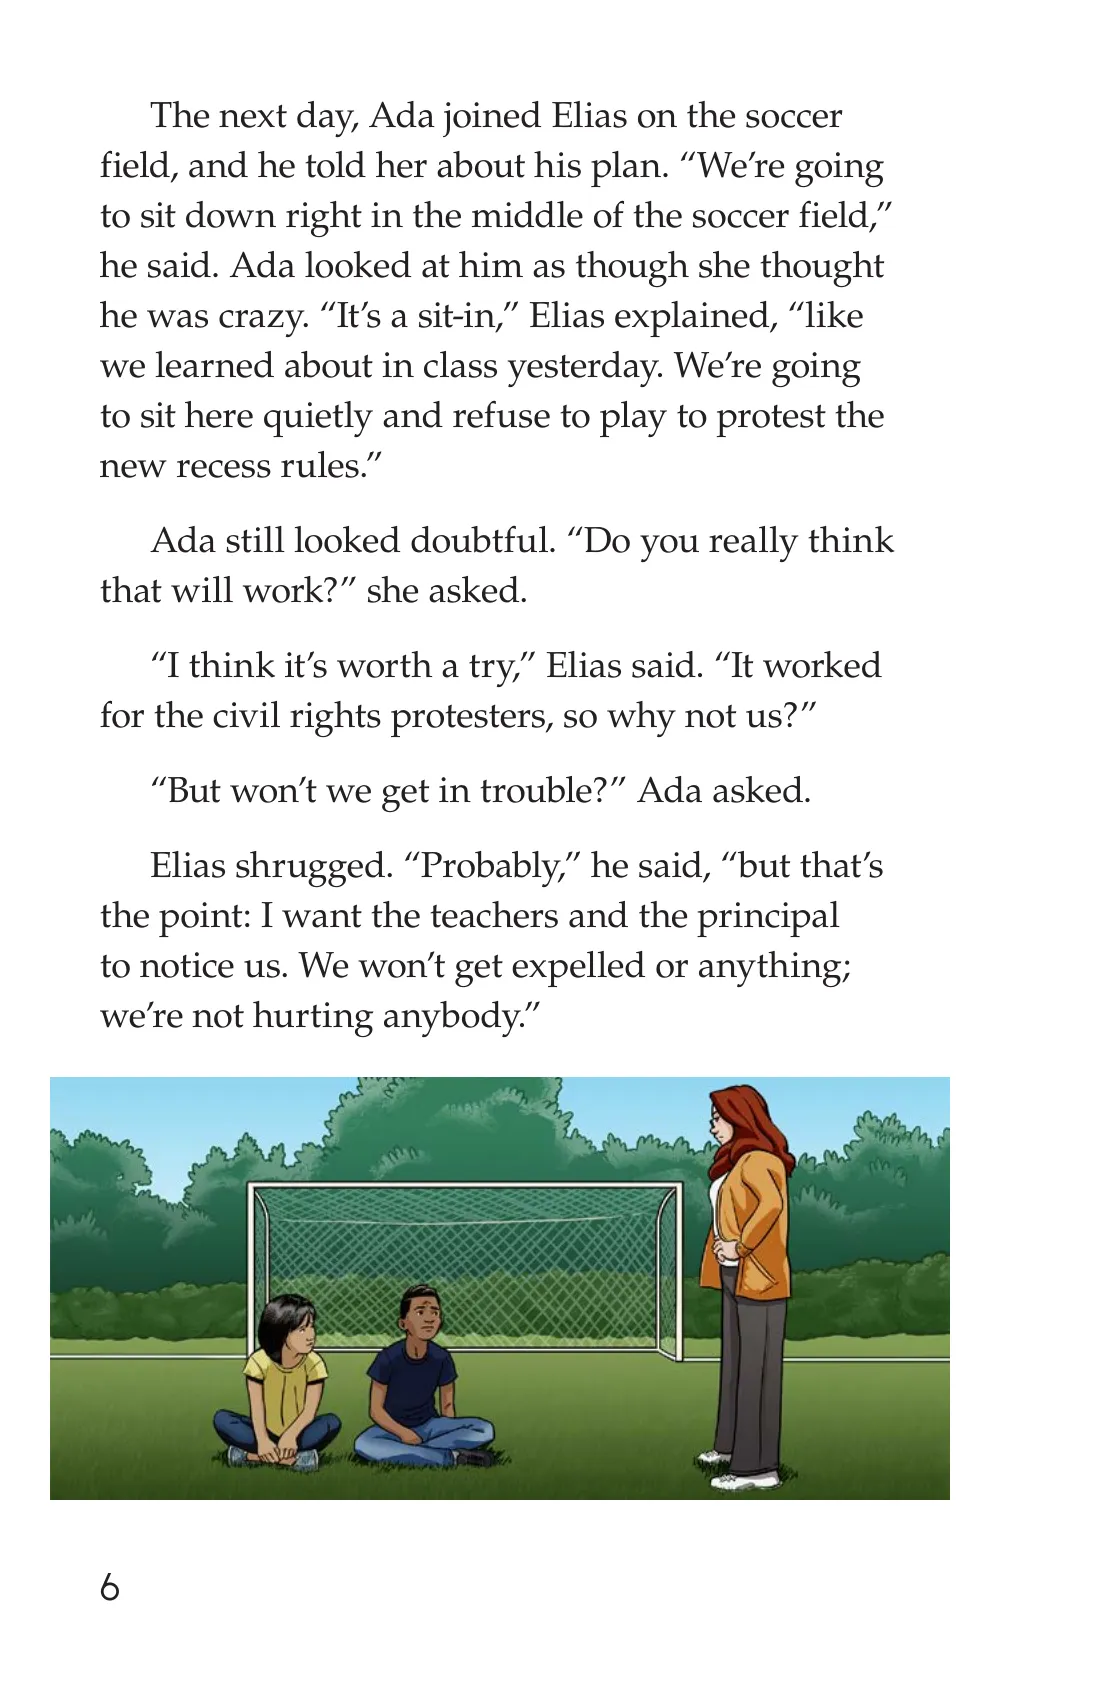 The next day, Ada joined Elias on the soccer
field, and he told her about his plan. “We’re going
to sit down right in the middle of the soccer field,”
he said. Ada looked at him as though she thought
he was crazy. “It’s a sit-in,” Elias explained, “like
we learned about in class yesterday. We’re going
to sit here quietly and refuse to play to protest the
new recess rules.”
Ada still looked doubtful. “Do you really think
that will work?” she asked.
“I think it’s worth a try,” Elias said. “It worked
for the civil rights protesters, so why not us?”
“But won’t we get in trouble?” Ada asked.
Elias shrugged. “Probably,” he said, “but that’s
the point: I want the teachers and the principal
to notice us. We won’t get expelled or anything;
we’re not hurting anybody.”
6